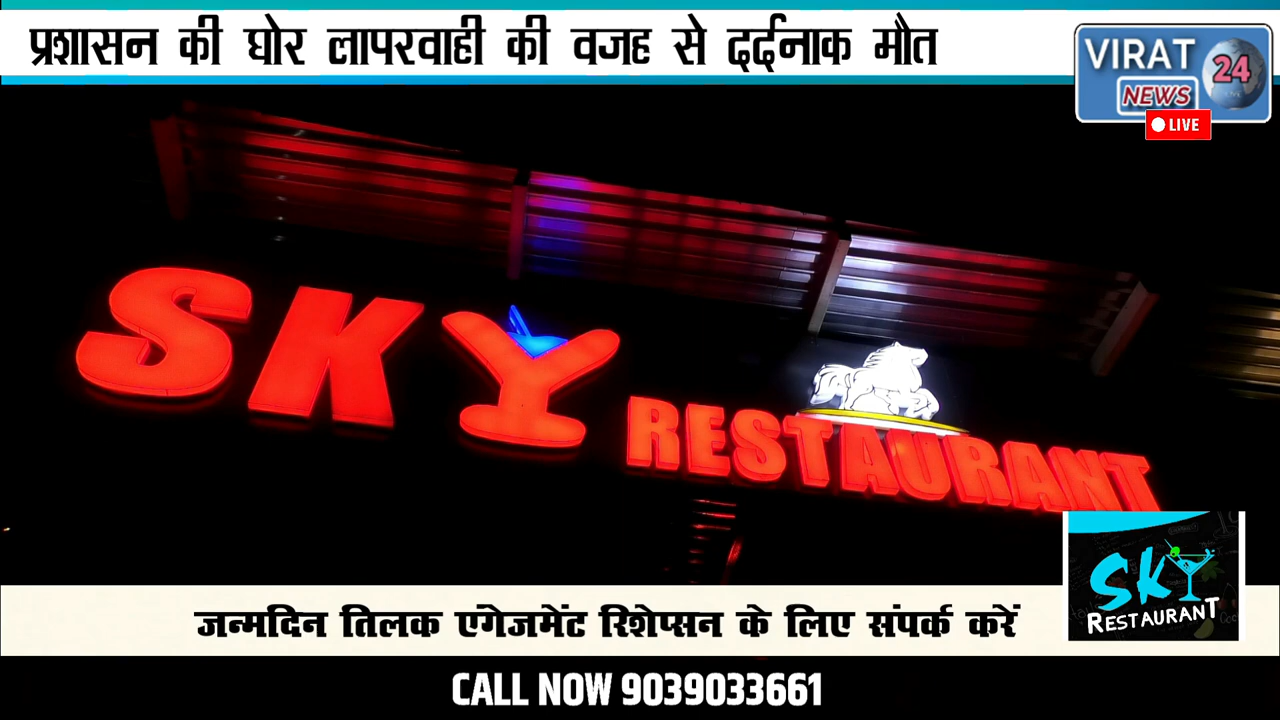 प्रशासन की घोर लापरवाही की वजह से दर्दनाक मौत
VIRAT 24
NEWS
LIVE
SKY RESTAURANT
SKY
RESTAURANT
जन्मदिन तिलक एंगेजमेंट रिशेप्सन के लिए संपर्क करें
CALL NOW 9039033661